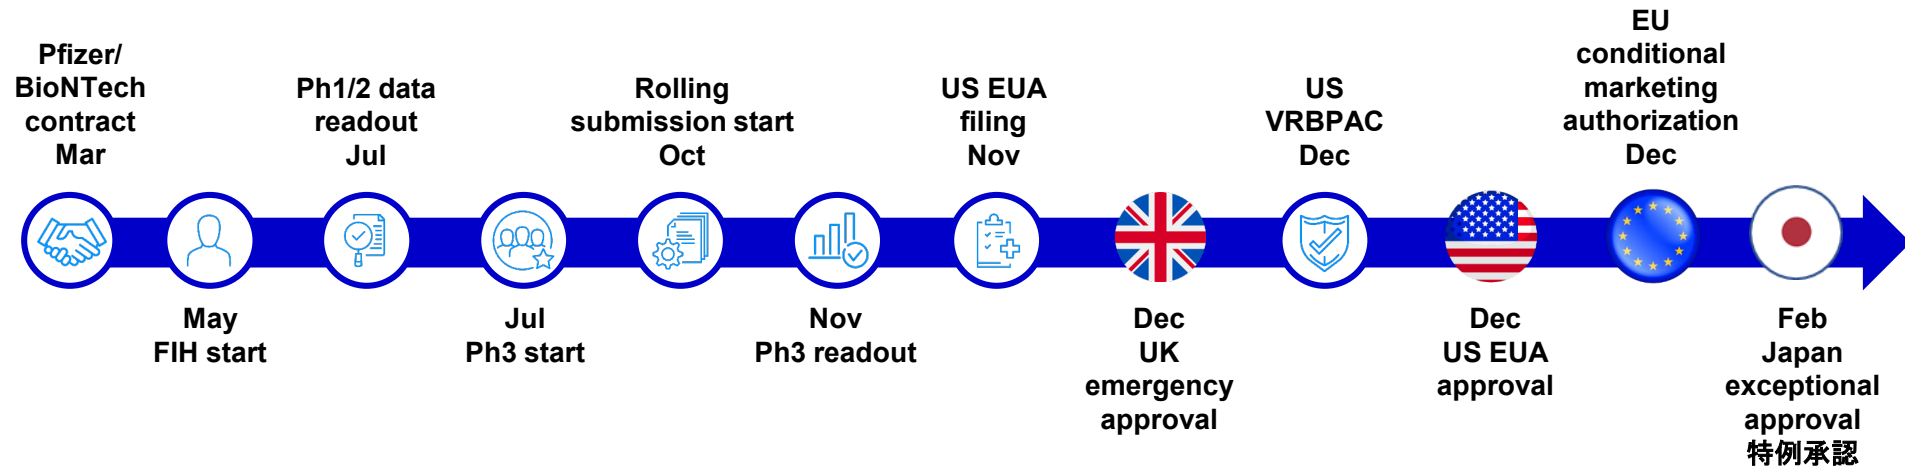 Pfizer/
BioNTech
contract
Mar
May
FIH start
Ph1/2 data
readout
Jul
Jul
Ph3 start
Rolling
submission start
Oct
Nov
Ph3 readout
US EUA
filing
Nov
Dec
UK
emergency
approval
US
VRBPAC
Dec
Dec
US EUA
approval
EU
conditional
marketing
authorization
Dec
Feb
Japan
exceptional
approval
特例承認